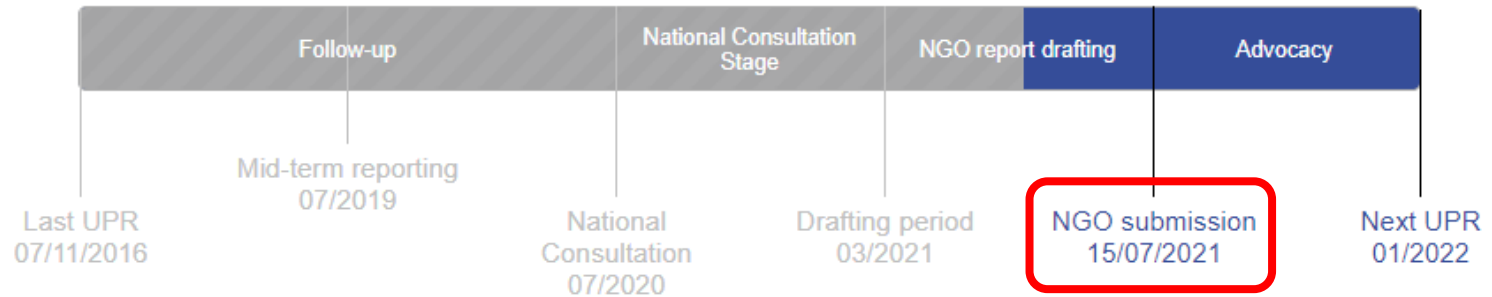 Follow-up
National Consultation
Stage
NGO report drafting
Advocacy
Mid-term reporting
07/2019
Last UPR
07/11/2016
National
Consultation
07/2020
Drafting period
03/2021
NGO submission
15/07/2021
Next UPR
01/2022